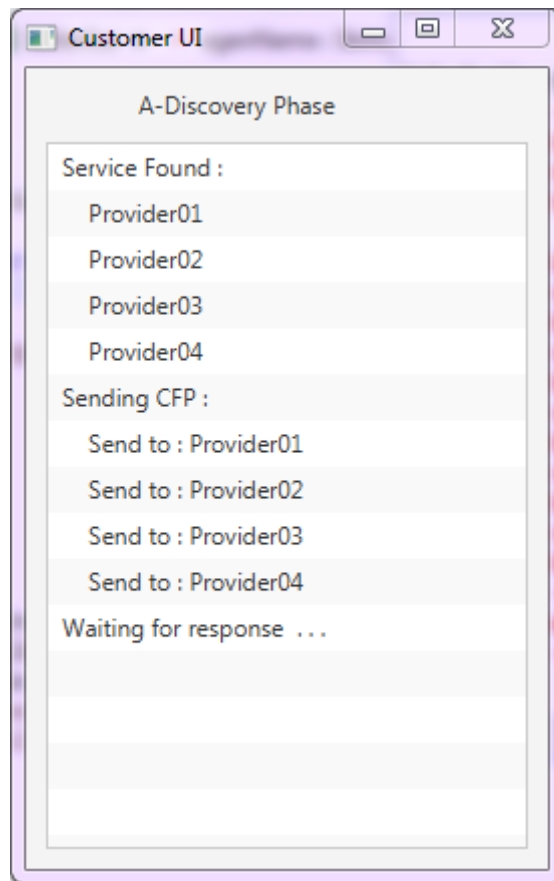 Customer UI
A-Discovery Phase
Service Found :
Provider01
Provider02
Provider03
Provider04
Sending CFP :
Send to : Provider01
Send to : Provider02
Send to : Provider03
Send to : Provider04
Waiting for response ...